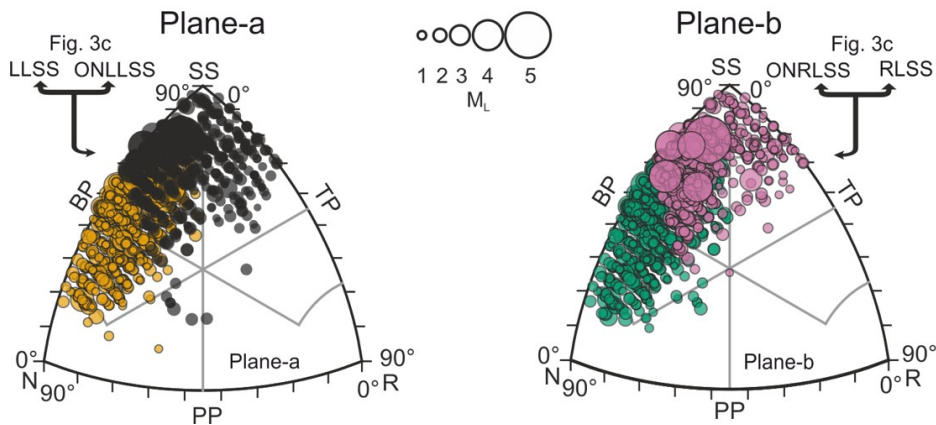 Plane-a
Fig. 3c
LLSS ONLLSS
SS
90°
0°
BP
TP
0°
N
90°
PP
Plane-a
90°
0° R
1 2 3 4 5
M_L
Plane-b
Fig. 3c
ONRLSS RLSS
SS
90°
0°
BP
TP
0°
N
90°
PP
Plane-b
90°
0° R